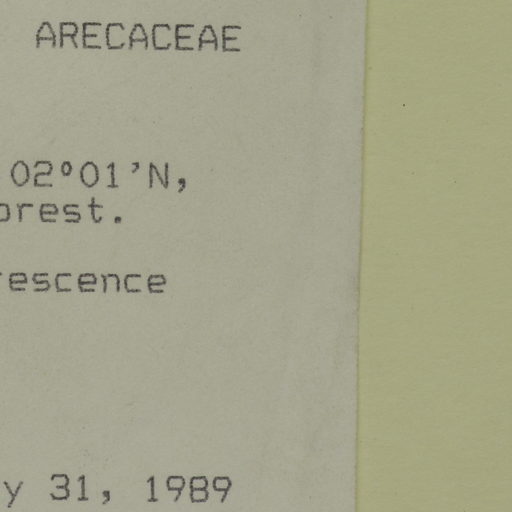 ARECACEAE
02°01'N,
orest.
rescence
y 31, 1989